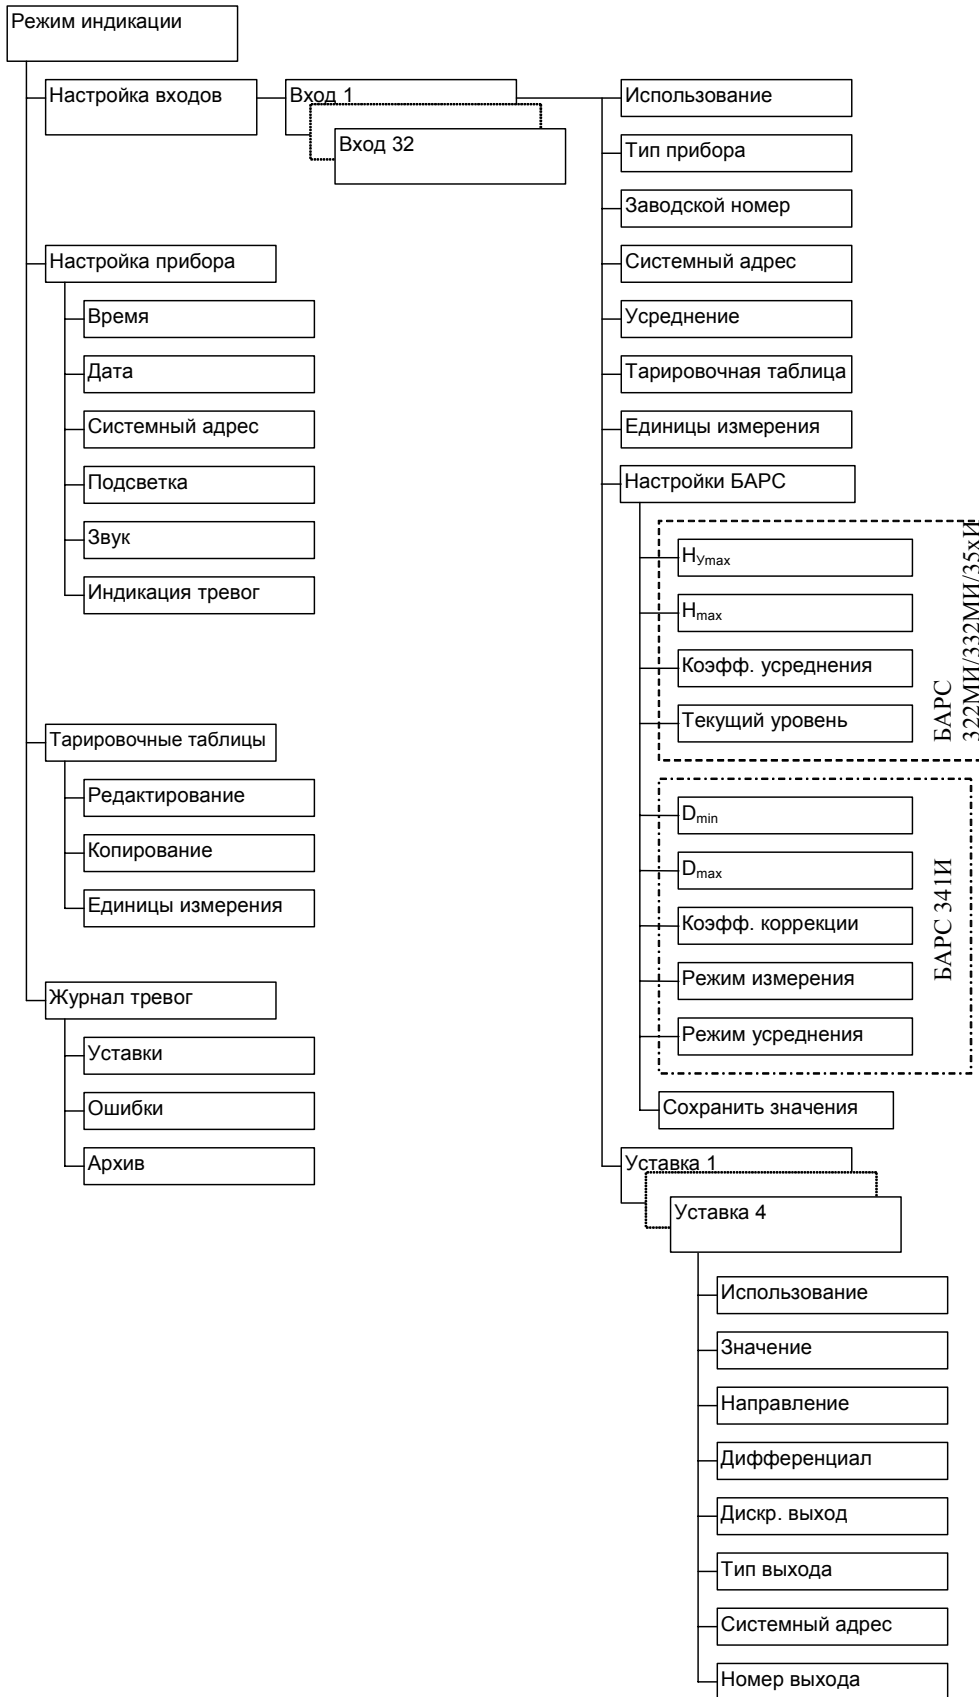 Режим индикации
Настройка входов
Вход 1
Вход 32
Настройка прибора
Время
Дата
Системный адрес
Подсветка
Звук
Индикация тревог
Тарировочные таблицы
Редактирование
Копирование
Единицы измерения
Журнал тревог
Уставки
Ошибки
Архив
Использование
Тип прибора
Заводской номер
Системный адрес
Усреднение
Тарировочная таблица
Единицы измерения
Настройки БАРС
HУmax
Hmax
Коэфф. усреднения
Текущий уровень
БАРС
322МИ/332МИ/35хИ
Dmin
Dmax
Коэфф. коррекции
Режим измерения
Режим усреднения
БАРС 341И
Сохранить значения
Уставка 1
Уставка 4
Использование
Значение
Направление
Дифференциал
Дискр. выход
Тип выхода
Системный адрес
Номер выхода